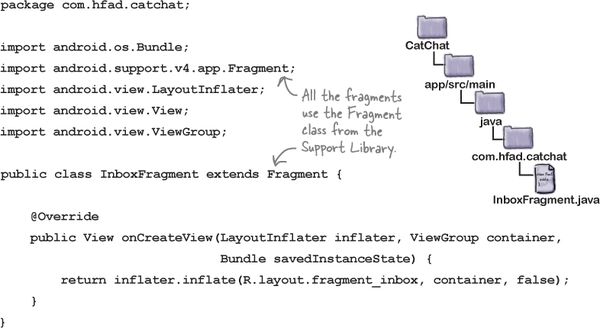 package com.hfad.catchat;
import android.os.Bundle;
import android.support.v4.app.Fragment;
import android.view.LayoutInflater;
import android.view.View;
import android.view.ViewGroup;
All the fragments
use the Fragment
class from the
Support Library.
public class InboxFragment extends Fragment {
@Override
public View onCreateView(LayoutInflater inflater, ViewGroup container,
Bundle savedInstanceState) {
return inflater.inflate(R.layout.fragment_inbox, container, false);
}
}
CatChat
app/src/main
java
com.hfad.catchat
InboxFragment.java